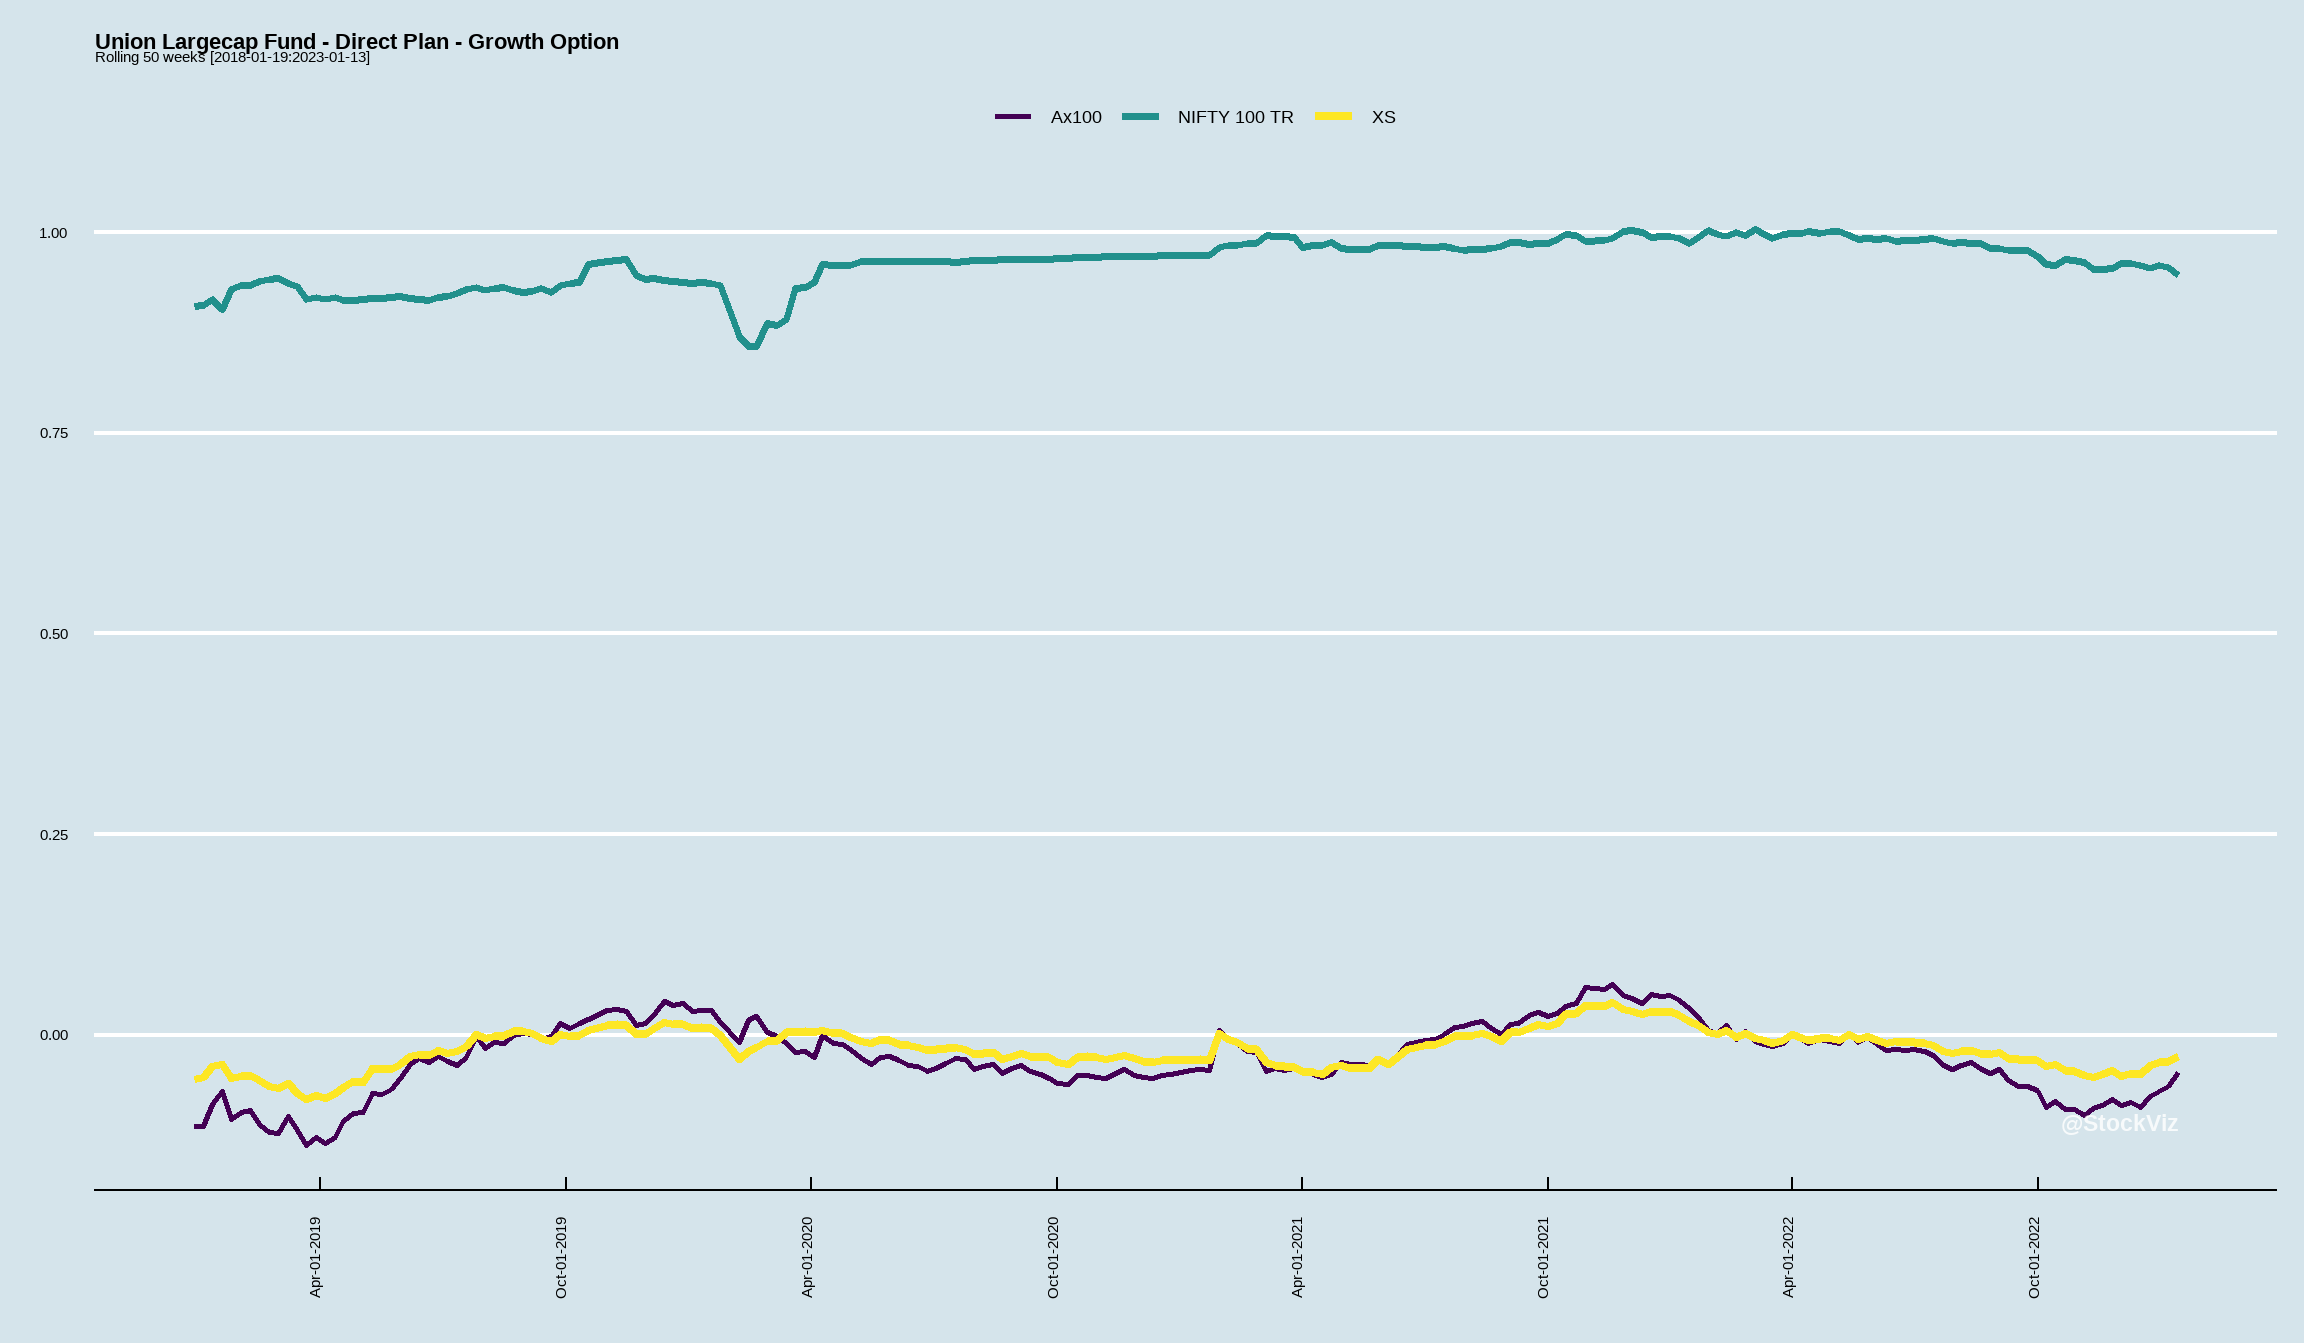 Union Largecap Fund - Direct Plan - Growth Option
Rolling 50 weeks [2018-01-19:2023-01-13]
Ax100 NIFTY 100 TR XS
1.00
0.75
0.50
0.25
0.00
@StockViz
Apr-01-2019
Oct-01-2019
Apr-01-2020
Oct-01-2020
Apr-01-2021
Oct-01-2021
Apr-01-2022
Oct-01-2022